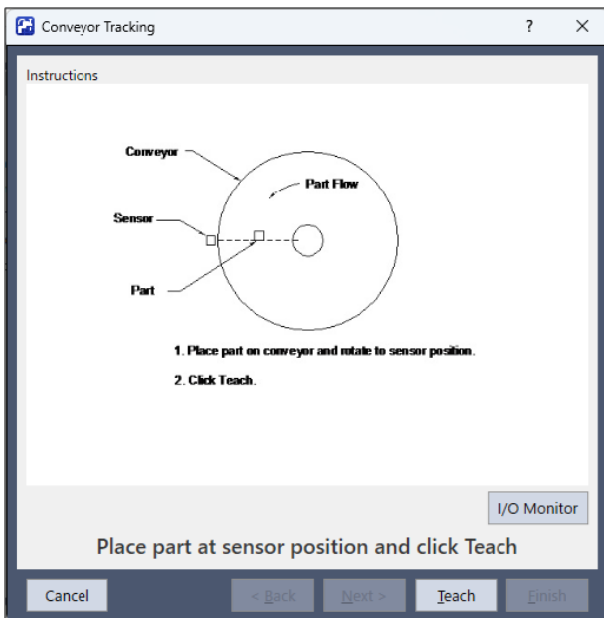 Conveyor Tracking
?
Instructions
Conveyor
Part Flow
Sensor
Part
1. Place part on conveyor and rotate to sensor position.
2. Click Teach.
I/O Monitor
Place part at sensor position and click Teach
Cancel
< Back
Next >
Teach
Finish